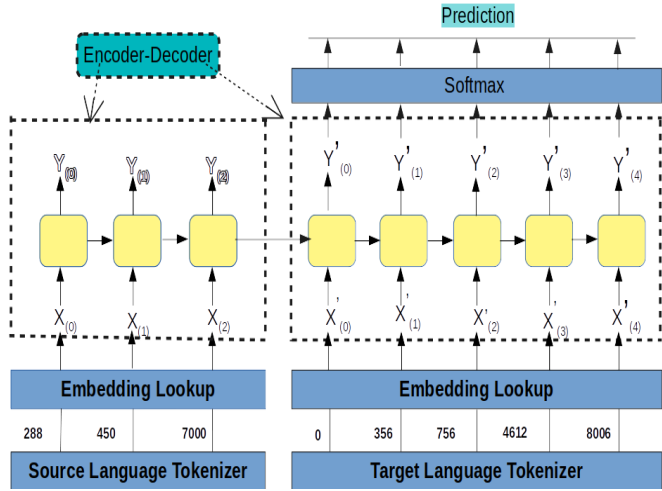 Prediction
Encoder-Decoder
Softmax
Y(0) Y(1) Y(2)
Y'(0) Y'(1) Y'(2) Y'(3) Y'(4)
X(0) X(1) X(2)
X'(0) X'(1) X'(2) X'(3) X'(4)
Embedding Lookup
Embedding Lookup
288 450 7000
0 356 756 4612 8006
Source Language Tokenizer
Target Language Tokenizer